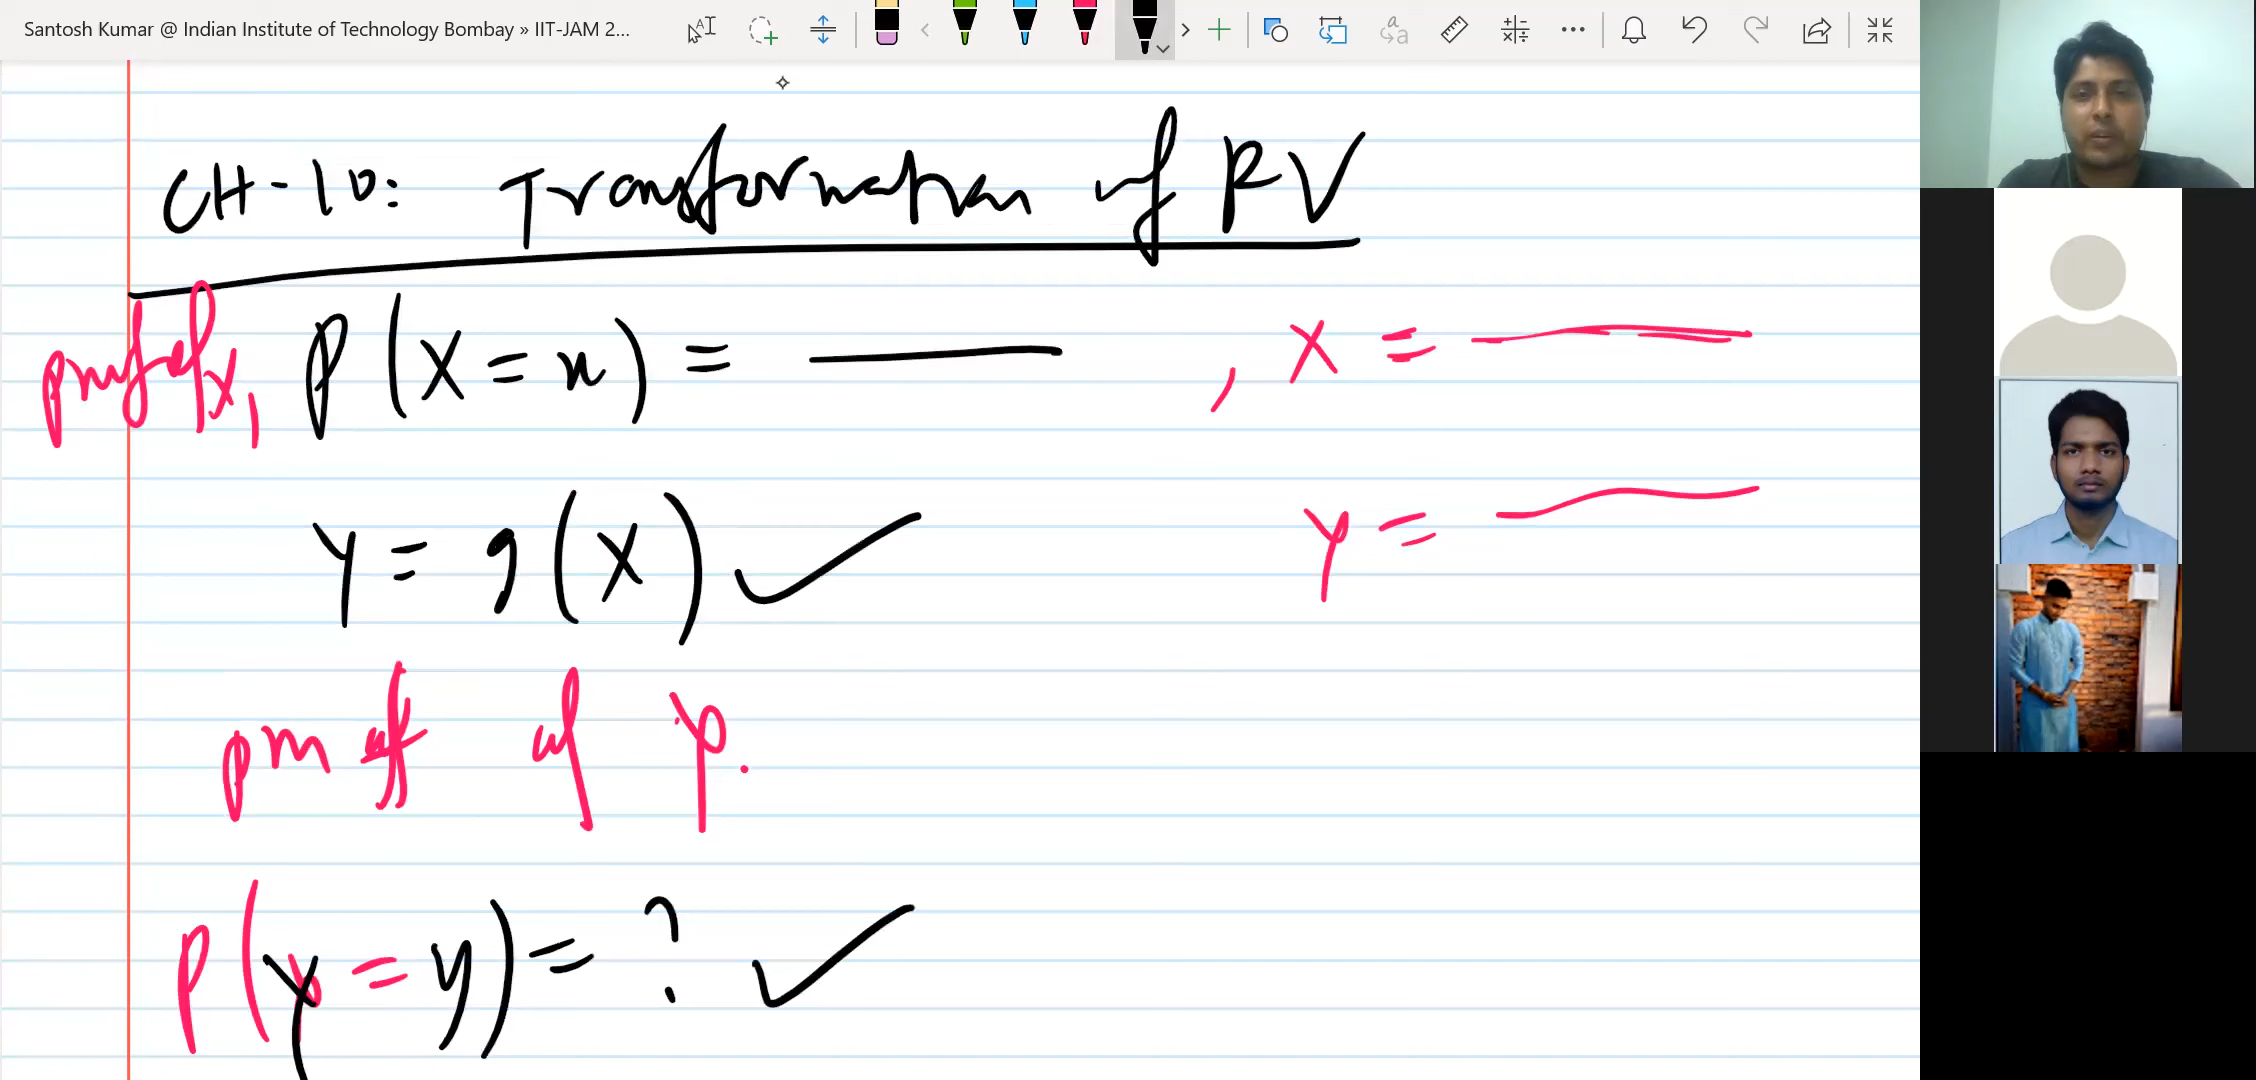 Santosh Kumar @ Indian Institute of Technology Bombay » IIT-JAM 2...
CH-10: Transformation of RV
pmf of X, P(X=x) = , X =
Y = g(X) Y =
pmf of Y.
P(Y=y) = ?